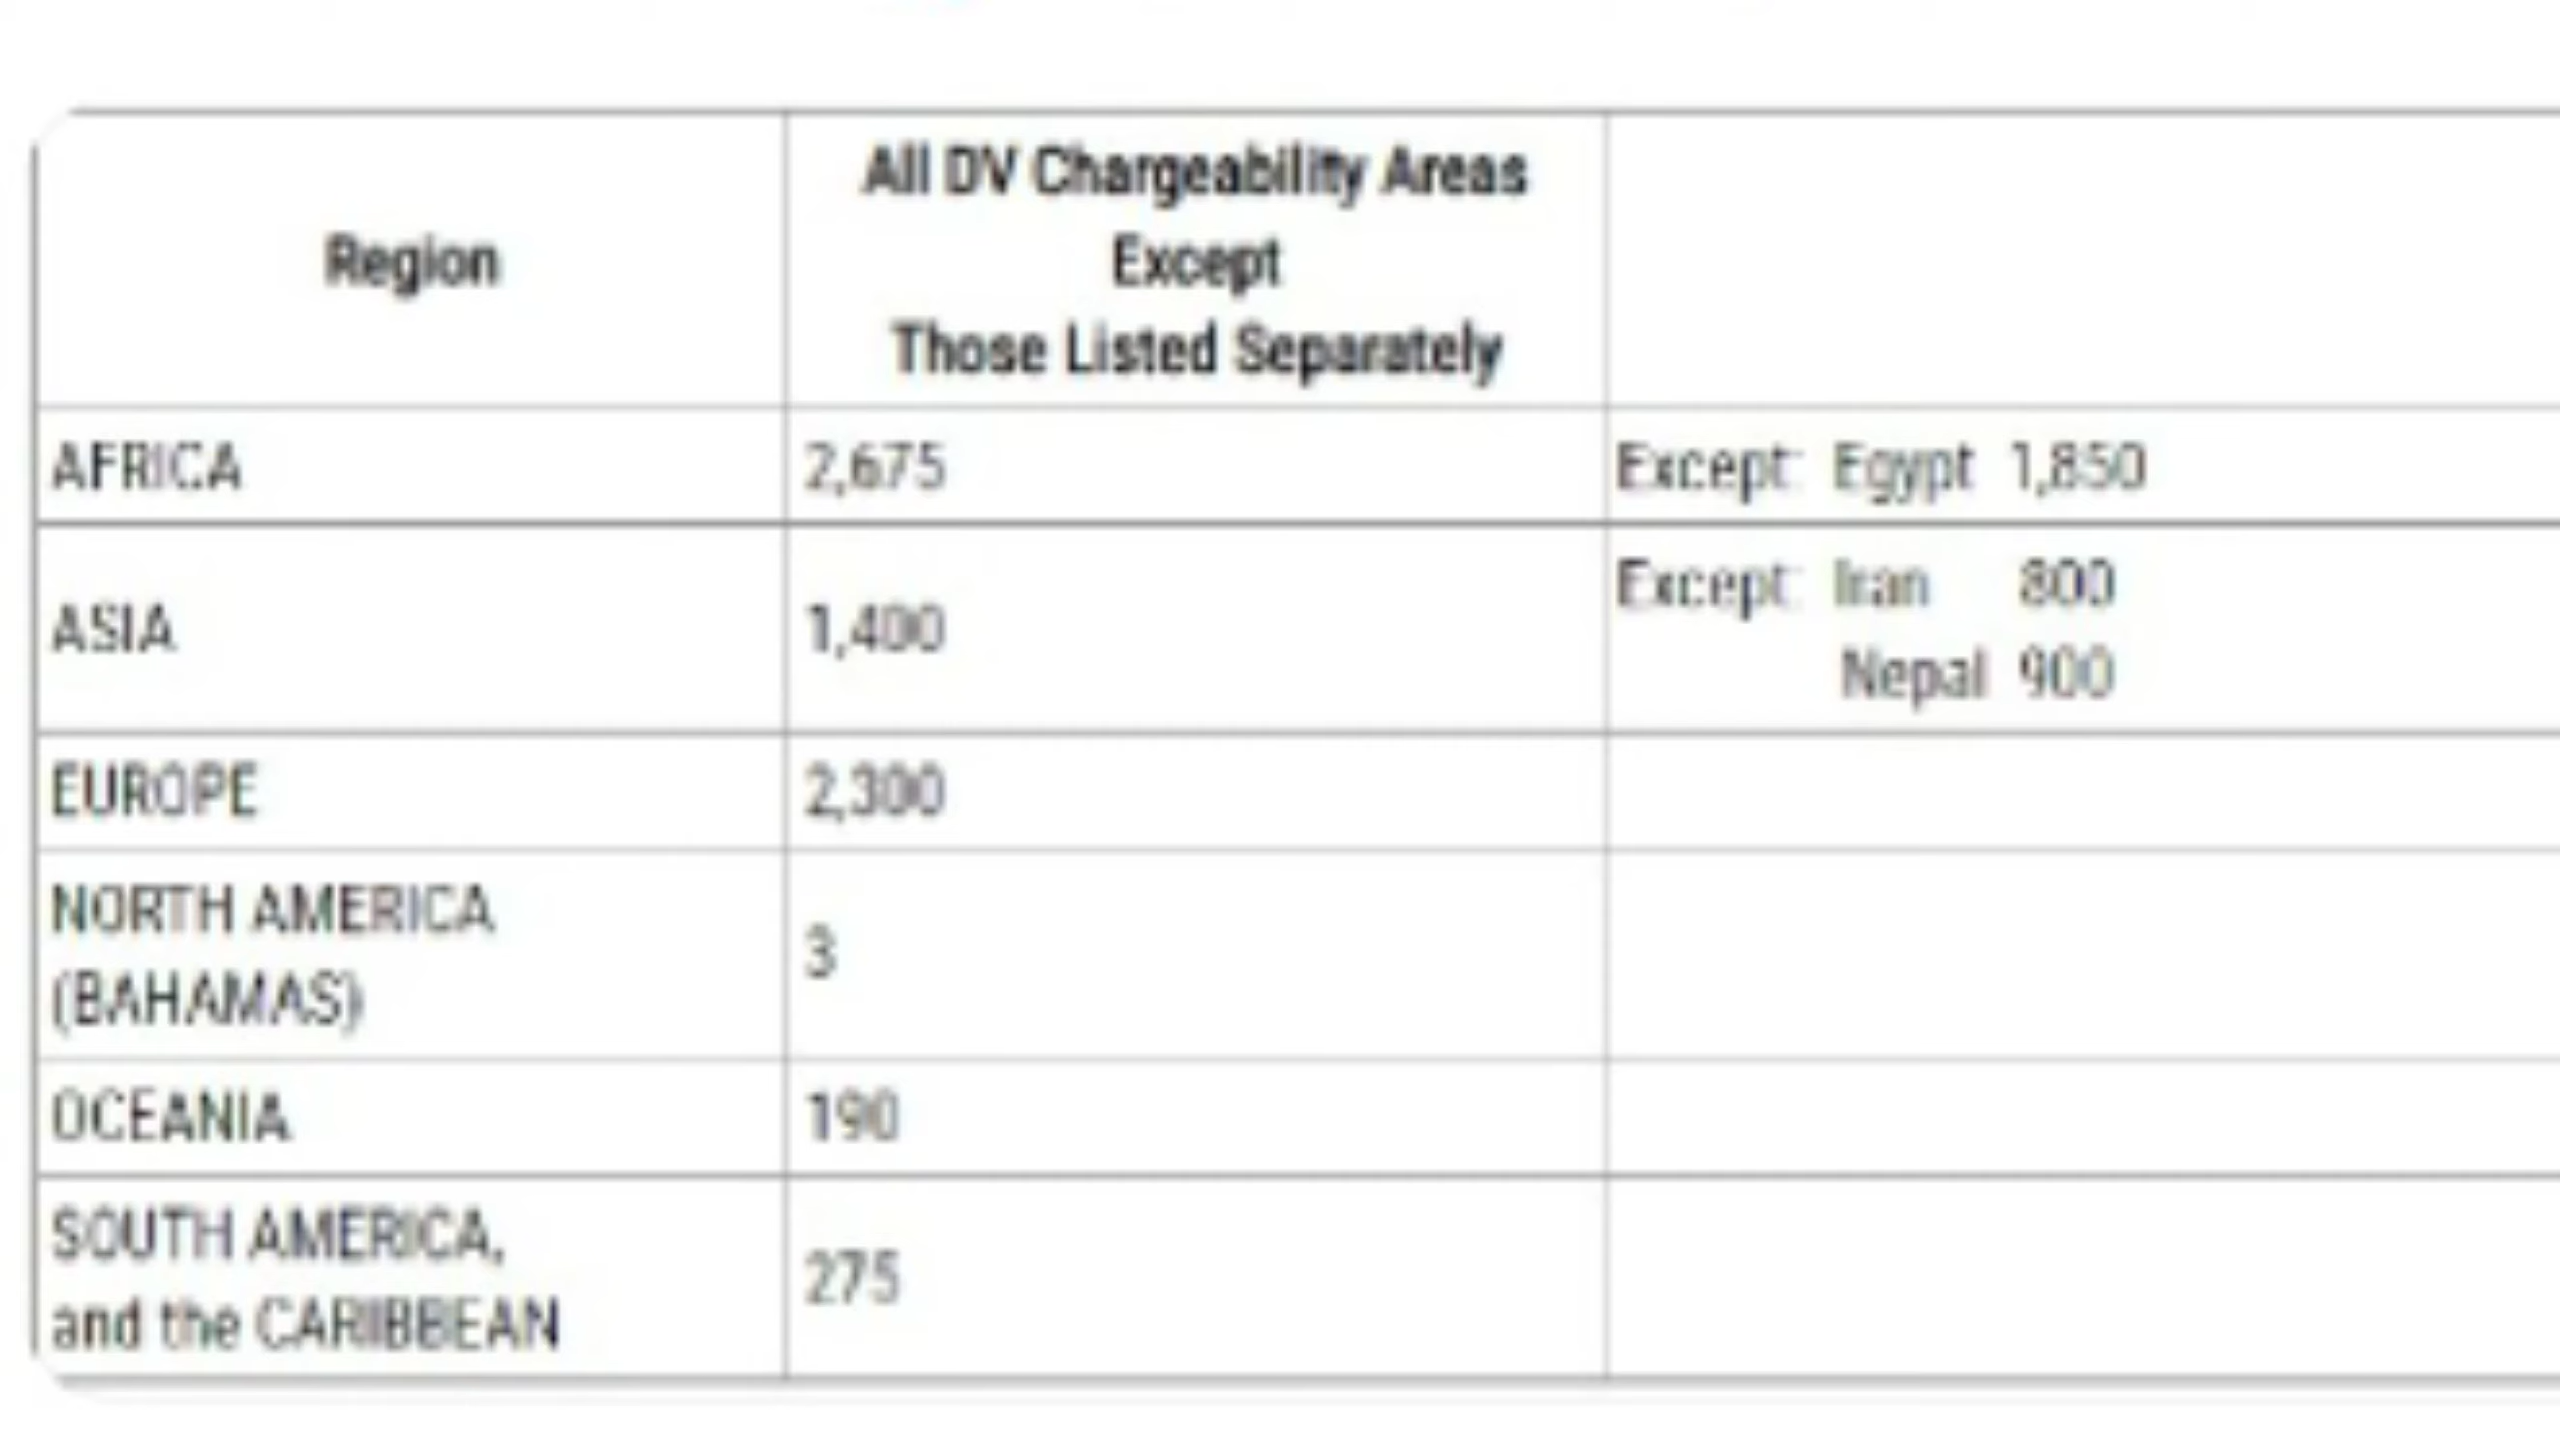 Region
All DV Chargeability Areas
Except
Those Listed Separately
AFRICA
2,675
Except: Egypt 1,850
ASIA
1,400
Except: Iran 800
Nepal 900
EUROPE
2,300
NORTH AMERICA
(BAHAMAS)
3
OCEANIA
190
SOUTH AMERICA,
and the CARIBBEAN
275